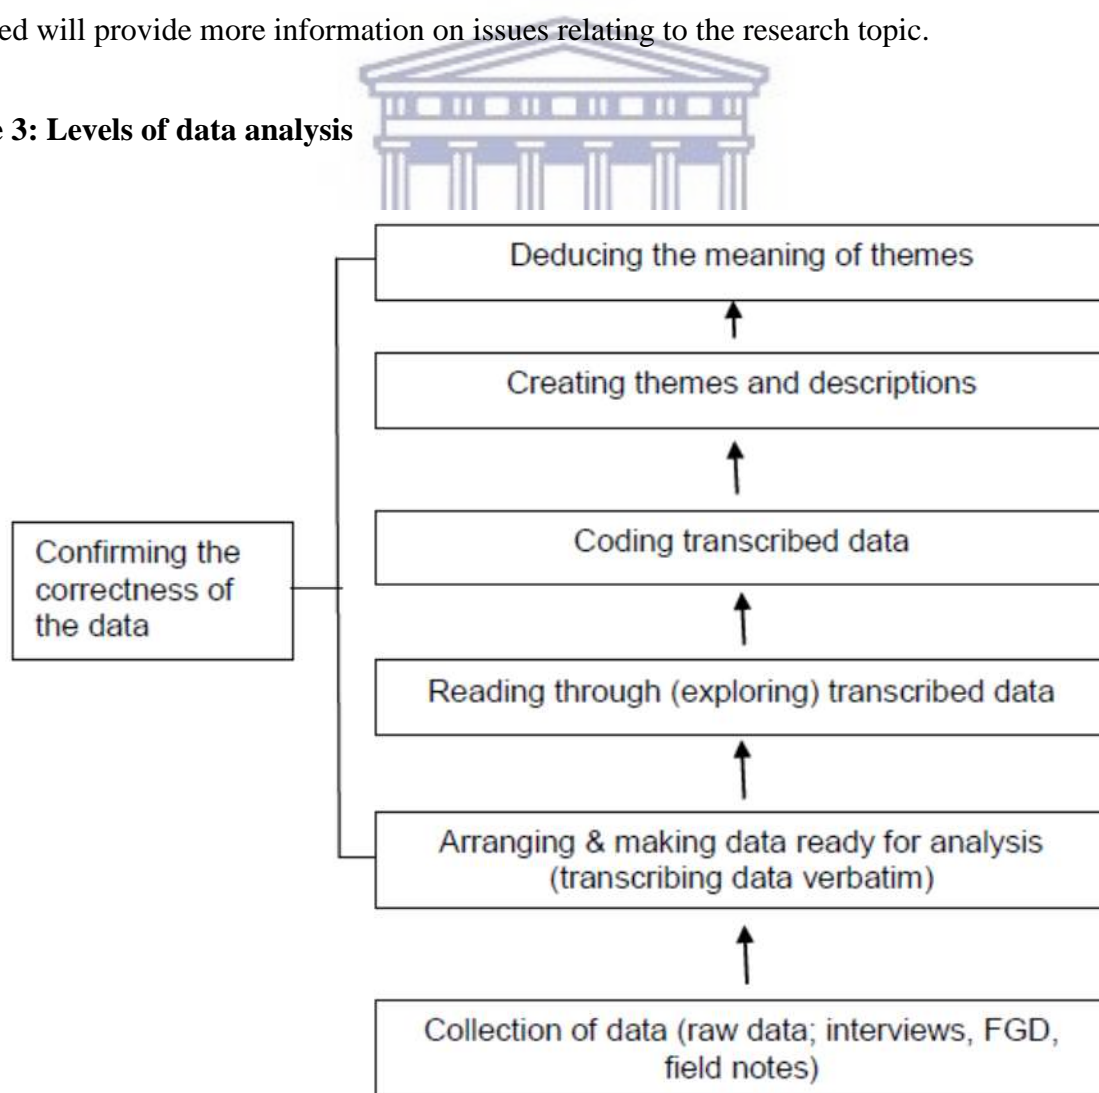 ed will provide more information on issues relating to the research topic.
e 3: Levels of data analysis
Deducing the meaning of themes
Creating themes and descriptions
Coding transcribed data
Confirming the
correctness of
the data
Reading through (exploring) transcribed data
Arranging & making data ready for analysis
(transcribing data verbatim)
Collection of data (raw data; interviews, FGD,
field notes)